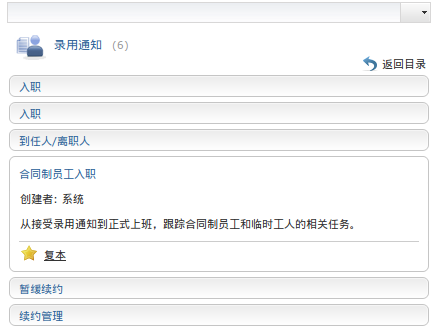 录用通知 (6)
返回目录
入职
入职
到任人/离职人
合同制员工入职
创建者: 系统
从接受录用通知到正式上班，跟踪合同制员工和临时工人的相关任务。
复本
暂缓续约
续约管理